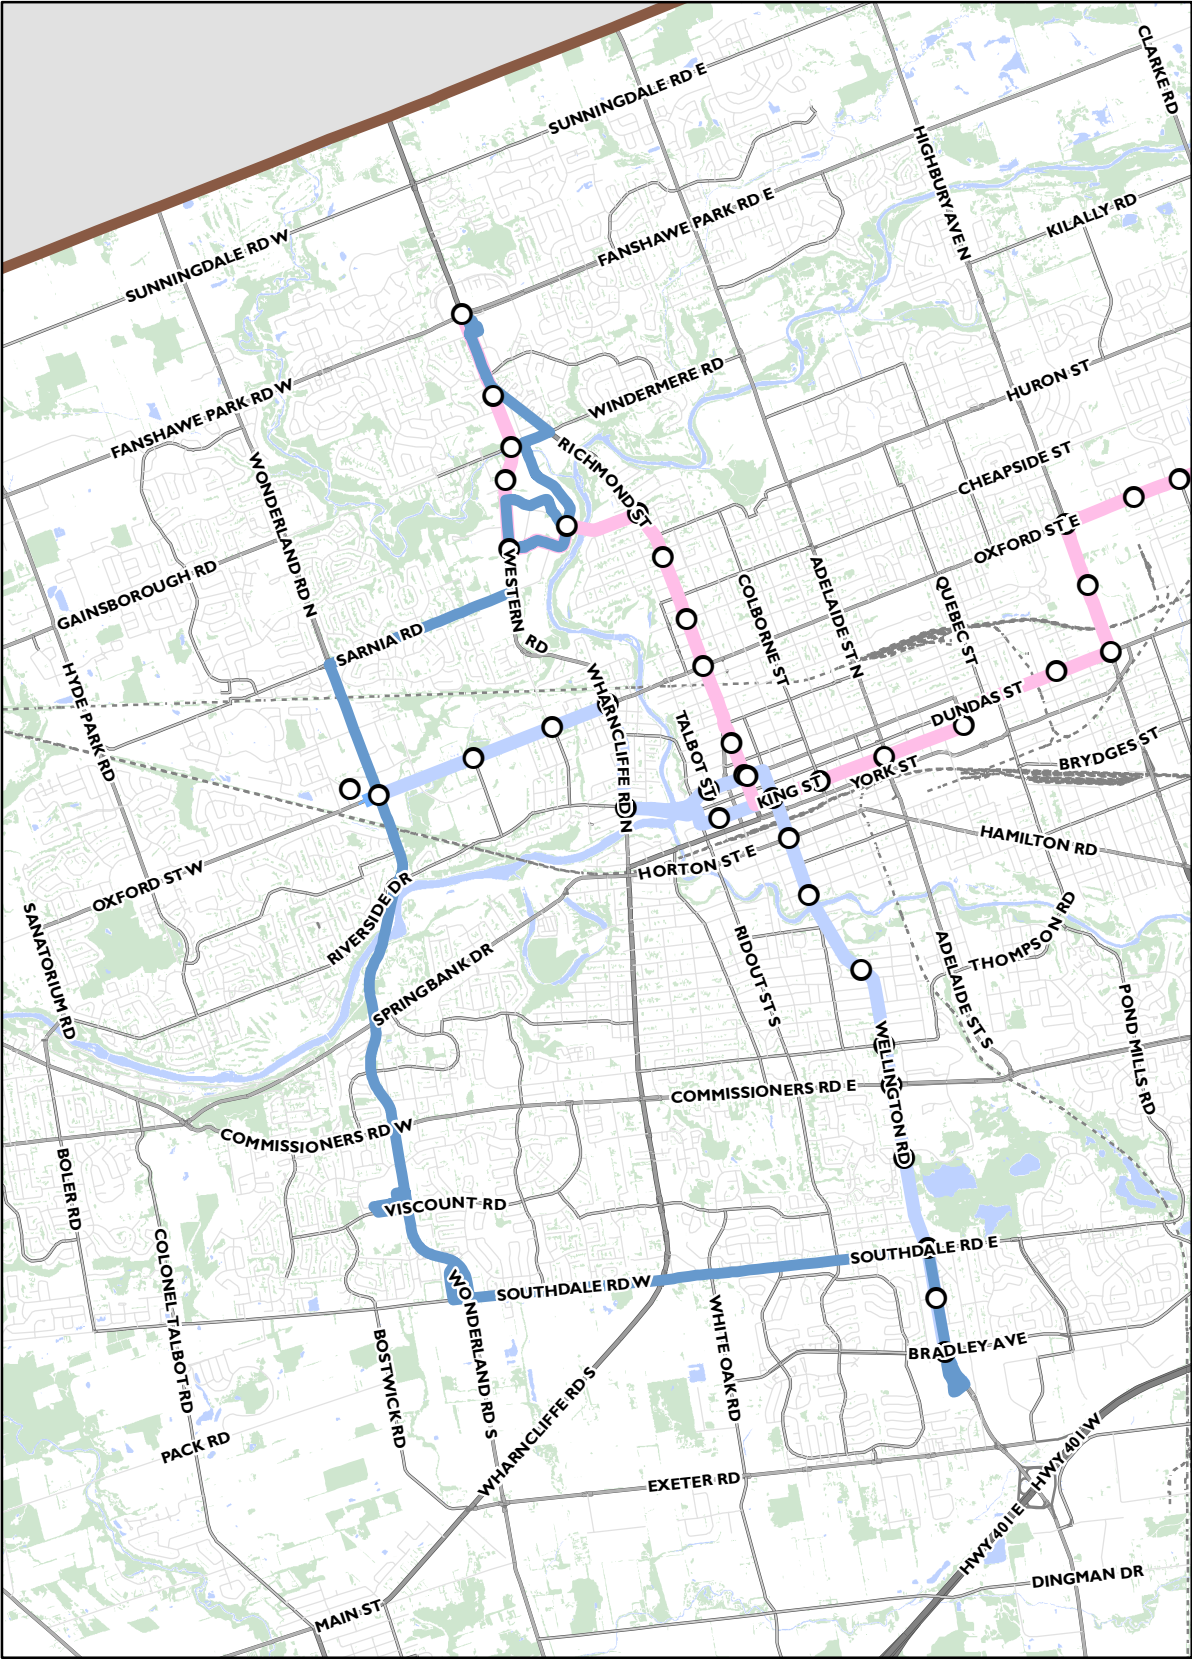 CLARKE RD
SUNNINGDALE RD E
HIGHBURY AVE N
KILALLY RD
FANSHAWE PARK RD E
SUNNINGDALE RD W
HURON ST
WINDERMERE RD
FANSHAWE PARK RD W
RICHMOND ST
CHEAPSIDE ST
WONDERLAND RD N
OXFORD ST E
GAINSBOROUGH RD
WESTERN RD
ADELAIDE ST N
COLBORNE ST
QUEBEC ST
SARNIA RD
HYDE PARK RD
WHARNCLIFFE RD N
DUNDAS ST
TALBOT ST
BRYDGES ST
YORK ST
KING ST
HAMILTON RD
HORTON ST E
OXFORD ST W
RIVERSIDE DR
SANATORIUM RD
THOMPSON RD
RIDOUT ST S
ADELAIDE ST S
SPRINGBANK DR
POND MILLS RD
WELLINGTON RD
COMMISSIONERS RD E
COMMISSIONERS RD W
BOLER RD
VISCOUNT RD
COLONEL TALBOT RD
SOUTHDALE RD E
SOUTHDALE RD W
WONDERLAND RD S
WHITE OAK RD
BOSTWICK RD
BRADLEY AVE
WHARNCLIFFE RD S
PACK RD
HWY 401 W
EXETER RD
HWY 401 E
DINGMAN DR
MAIN ST